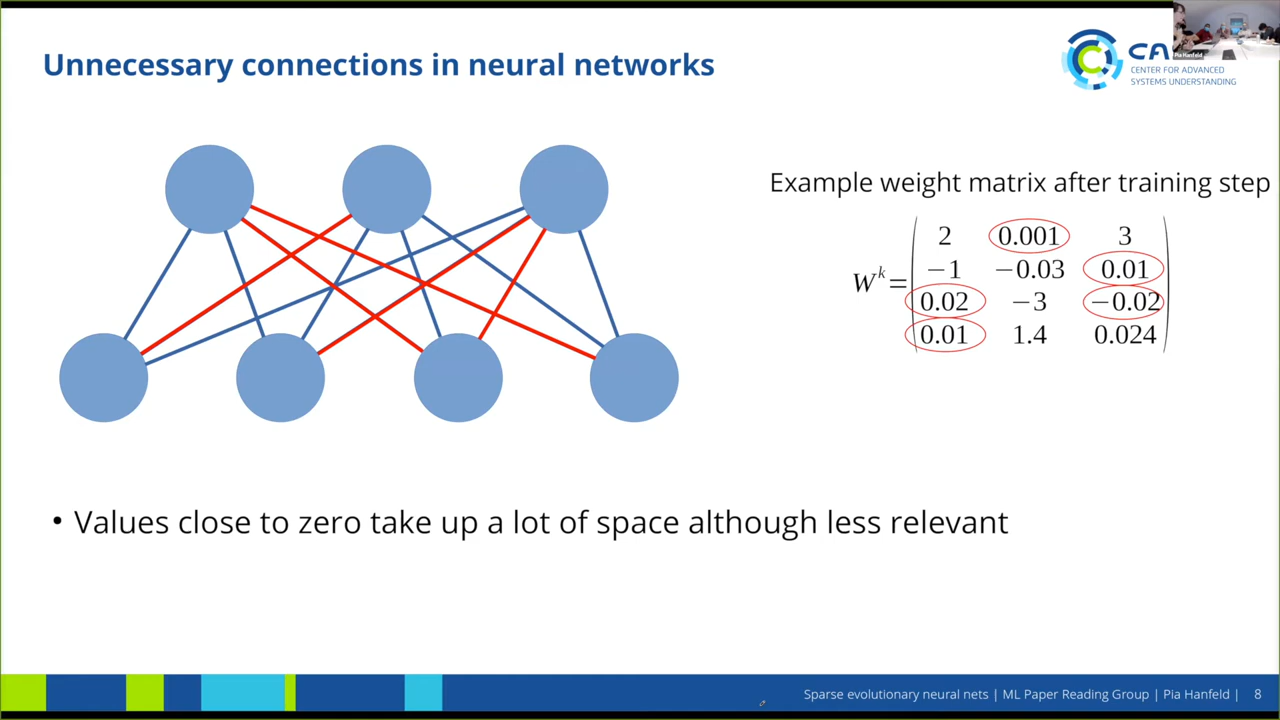 Unnecessary connections in neural networks
CA
CENTER FOR ADVANCED
SYSTEMS UNDERSTANDING
Pia Hanfeld
Example weight matrix after training step
W^k=
2 0.001 3
−1 −0.03 0.01
0.02 −3 −0.02
0.01 1.4 0.024
• Values close to zero take up a lot of space although less relevant
Sparse evolutionary neural nets | ML Paper Reading Group | Pia Hanfeld | 8